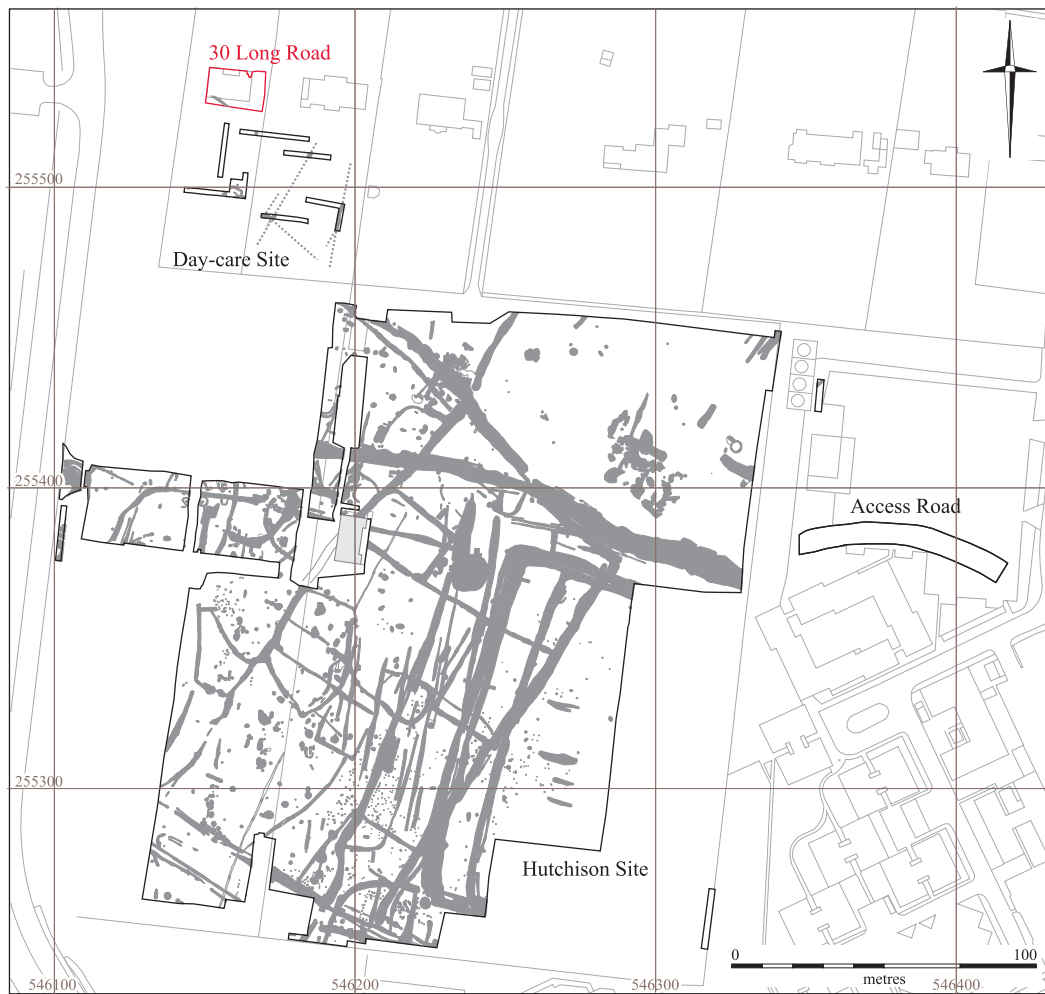 30 Long Road
255500
Day-care Site
255400
Access Road
255300
Hutchison Site
0 100
metres
546100 546200 546300 546400